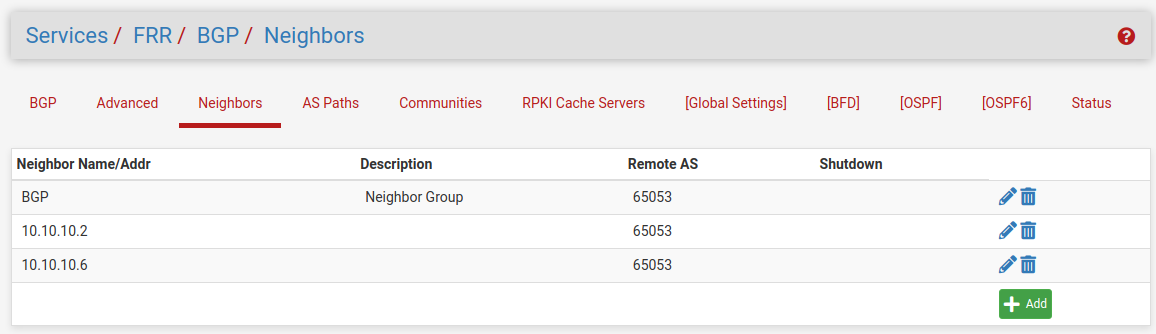 Services / FRR / BGP / Neighbors
BGP Advanced Neighbors AS Paths Communities RPKI Cache Servers [Global Settings] [BFD] [OSPF] [OSPF6] Status
Neighbor Name/Addr Description Remote AS Shutdown
BGP Neighbor Group 65053
10.10.10.2 65053
10.10.10.6 65053
Add